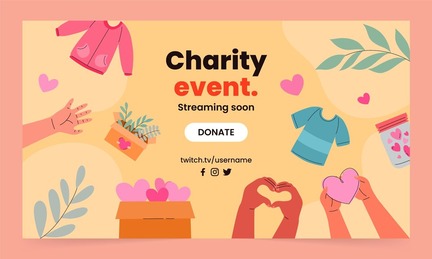 Charity
event.
Streaming soon
DONATE
twitch.tv/username